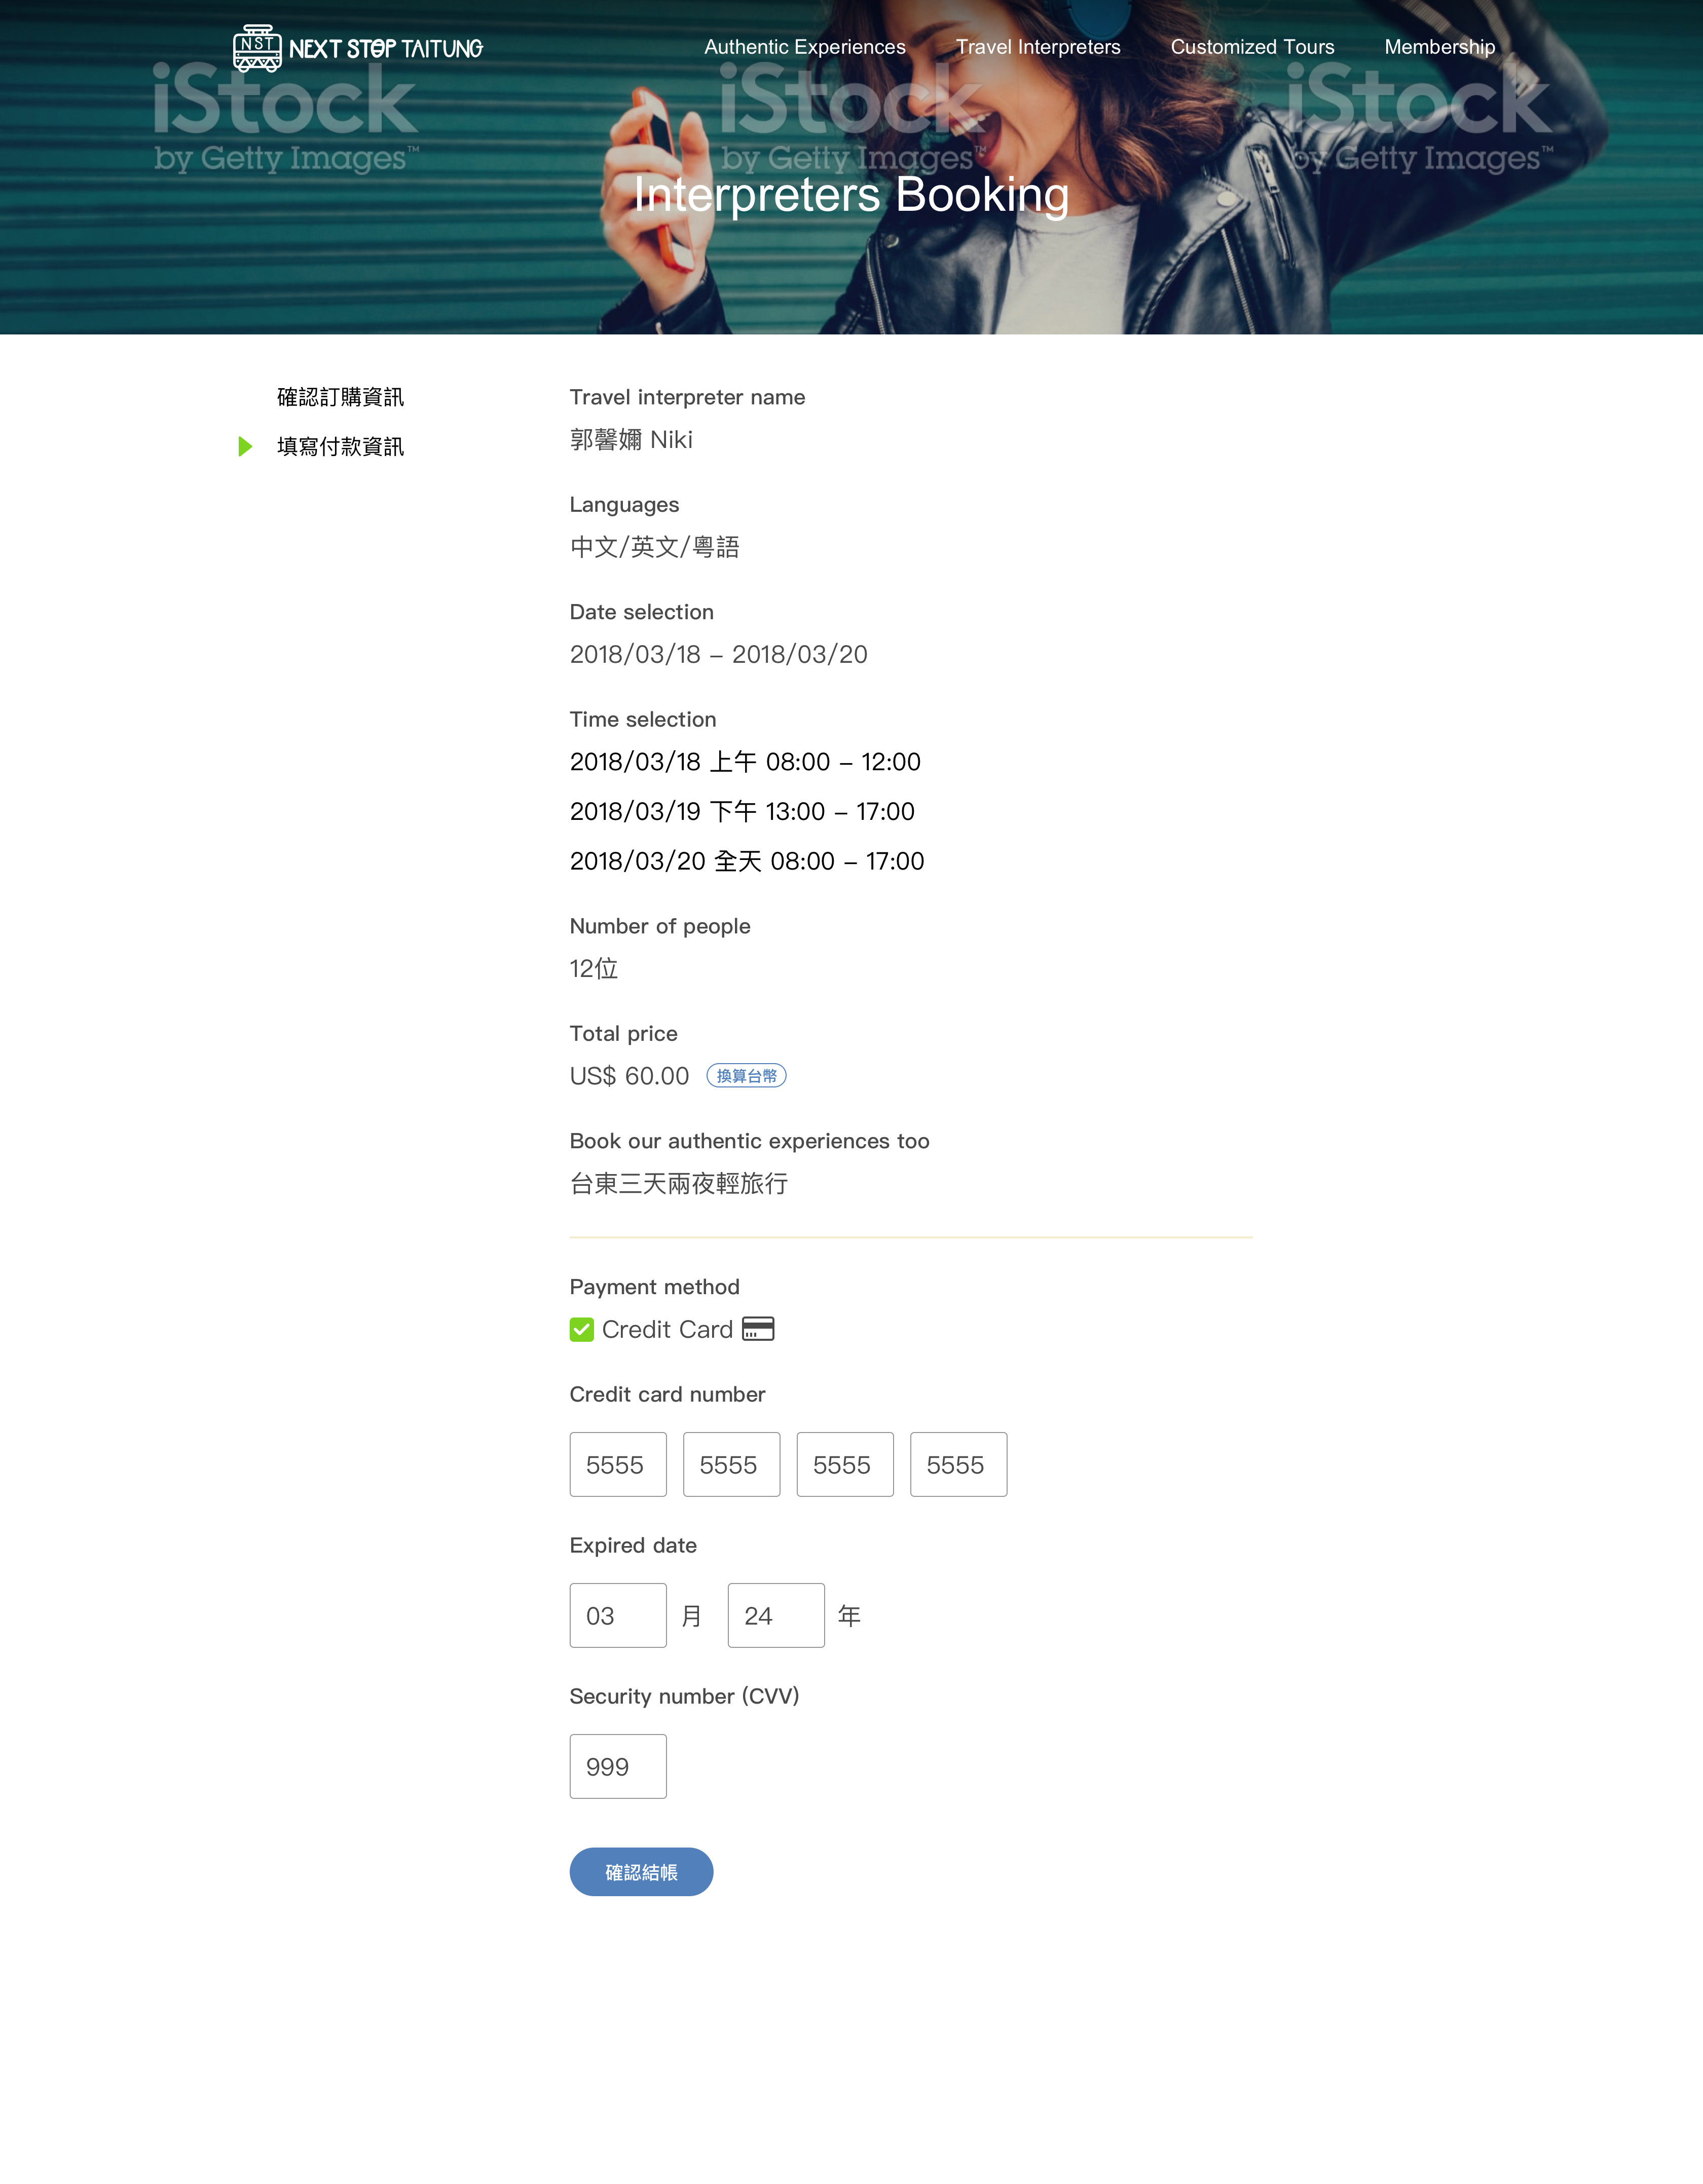 NST
NEXT STOP TAITUNG
Authentic Experiences
Travel Interpreters
Customized Tours
Membership
iStock
by Getty Images™
iStock
by Getty Images™
iStock
by Getty Images™
Interpreters Booking
確認訂購資訊
填寫付款資訊
Travel interpreter name
郭馨嬭 Niki
Languages
中文/英文/粵語
Date selection
2018/03/18 – 2018/03/20
Time selection
2018/03/18 上午 08:00 – 12:00
2018/03/19 下午 13:00 – 17:00
2018/03/20 全天 08:00 – 17:00
Number of people
12位
Total price
US$ 60.00 換算台幣
Book our authentic experiences too
台東三天兩夜輕旅行
Payment method
Credit Card
Credit card number
5555 5555 5555 5555
Expired date
03 月 24 年
Security number (CVV)
999
確認結帳